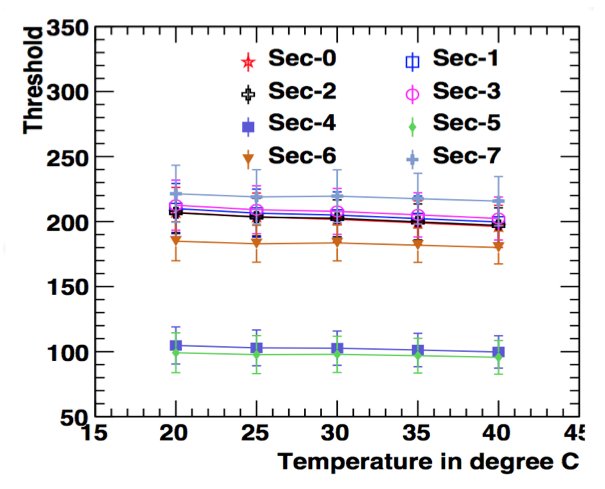 Threshold
350
300
250
200
150
100
50
Sec-0 Sec-1
Sec-2 Sec-3
Sec-4 Sec-5
Sec-6 Sec-7
15 20 25 30 35 40 45
Temperature in degree C